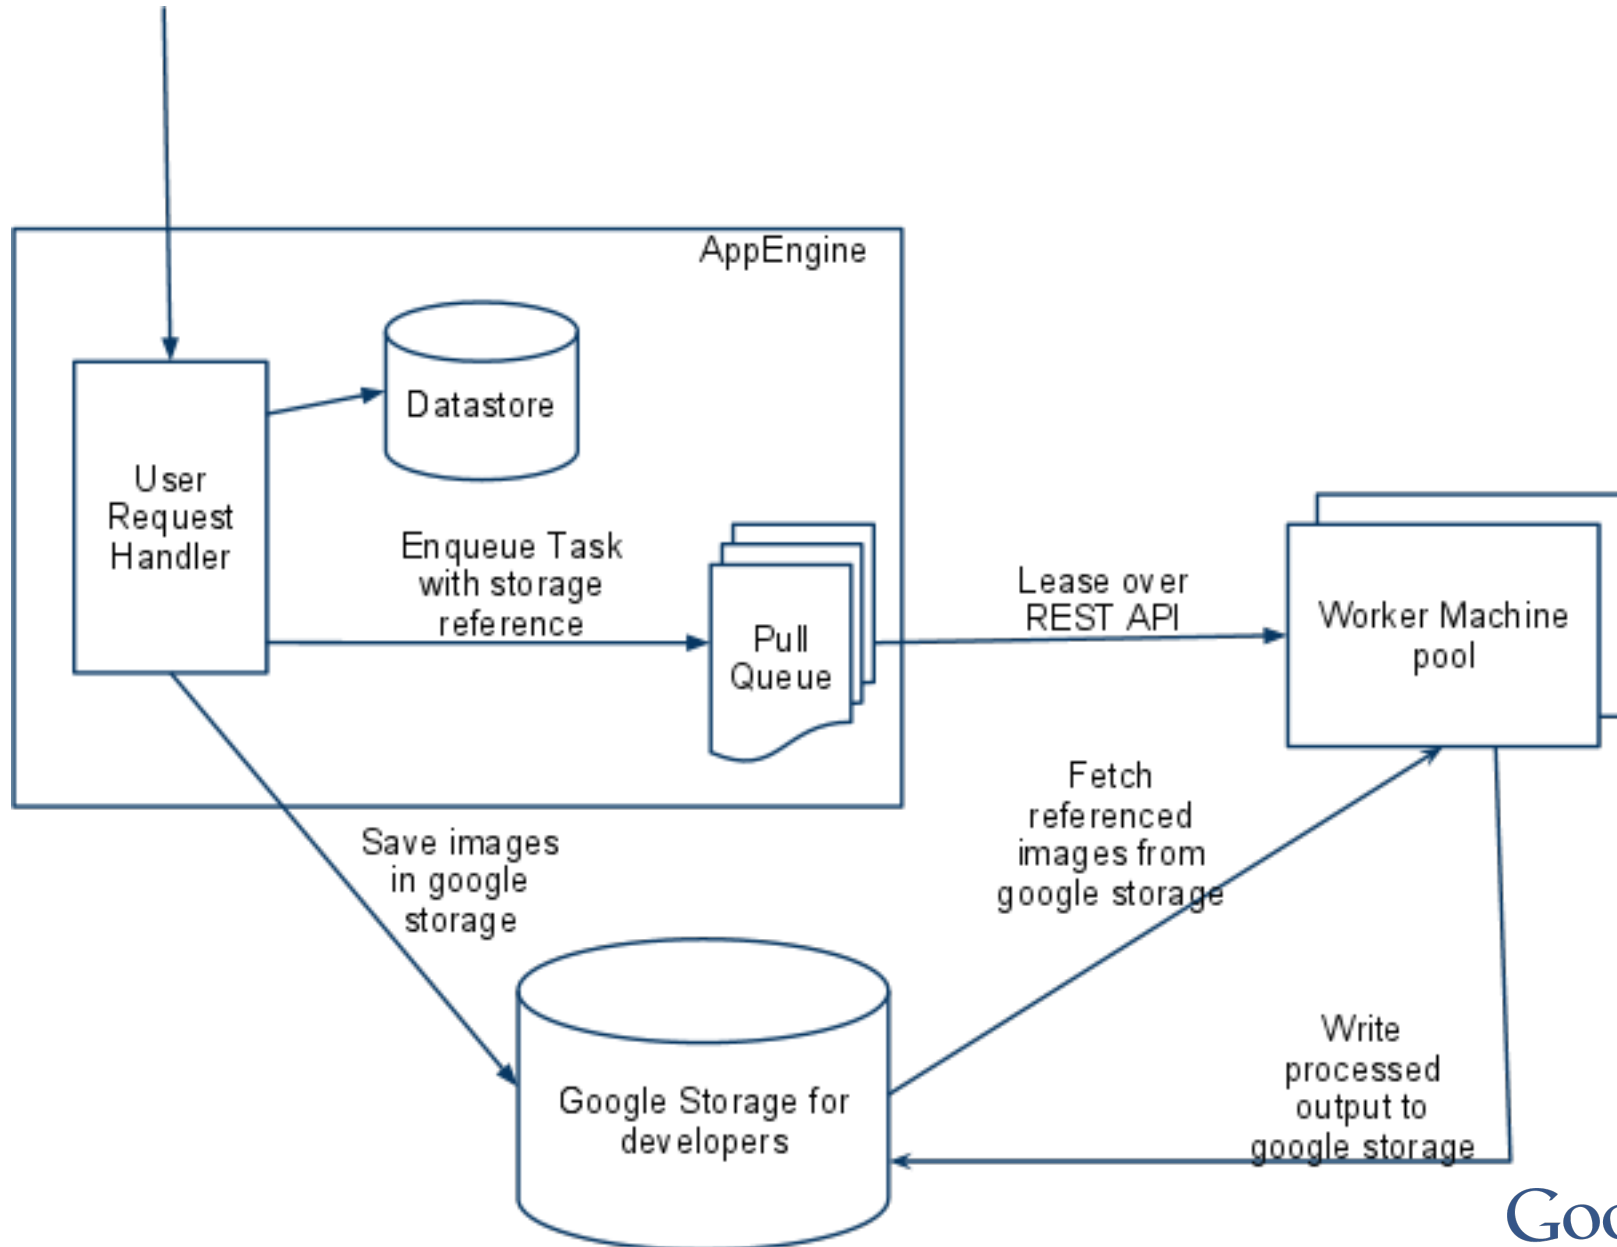 AppEngine
Datastore
User
Request
Handler
Enqueue Task
with storage
reference
Pull
Queue
Lease over
REST API
Worker Machine
pool
Fetch
referenced
images from
google storage
Save images
in google
storage
Google Storage for
developers
Write
processed
output to
google storage